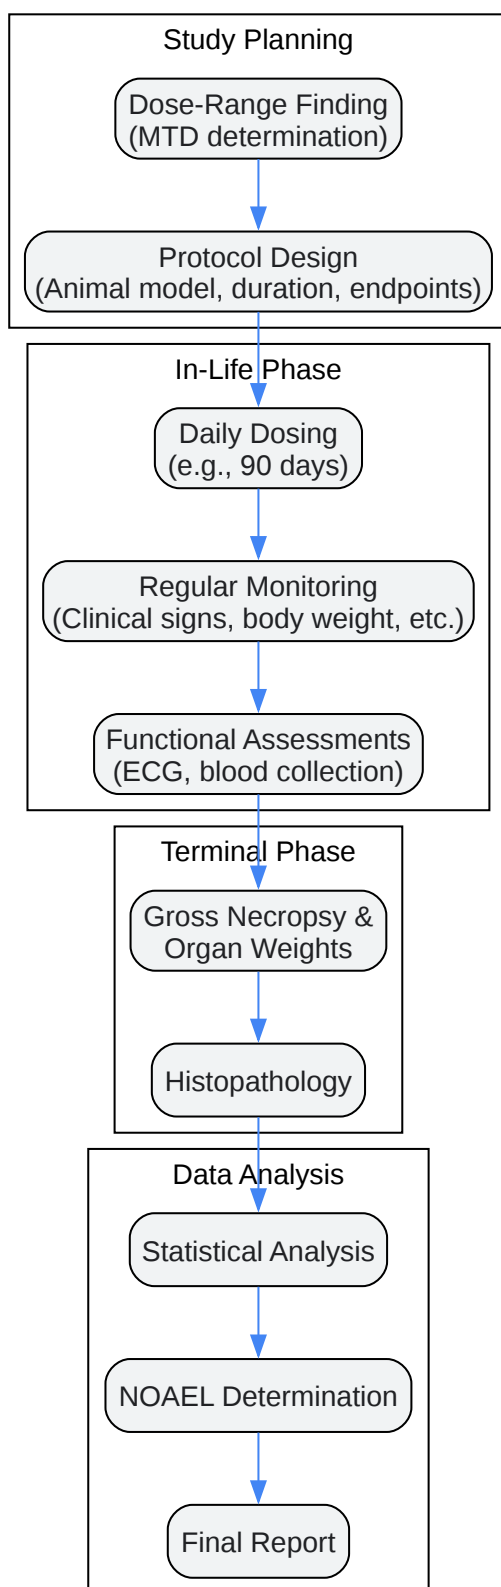 Study Planning
Dose-Range Finding
(MTD determination)
Protocol Design
(Animal model, duration, endpoints)
In-Life Phase
Daily Dosing
(e.g., 90 days)
Regular Monitoring
(Clinical signs, body weight, etc.)
Functional Assessments
(ECG, blood collection)
Terminal Phase
Gross Necropsy &
Organ Weights
Histopathology
Data Analysis
Statistical Analysis
NOAEL Determination
Final Report